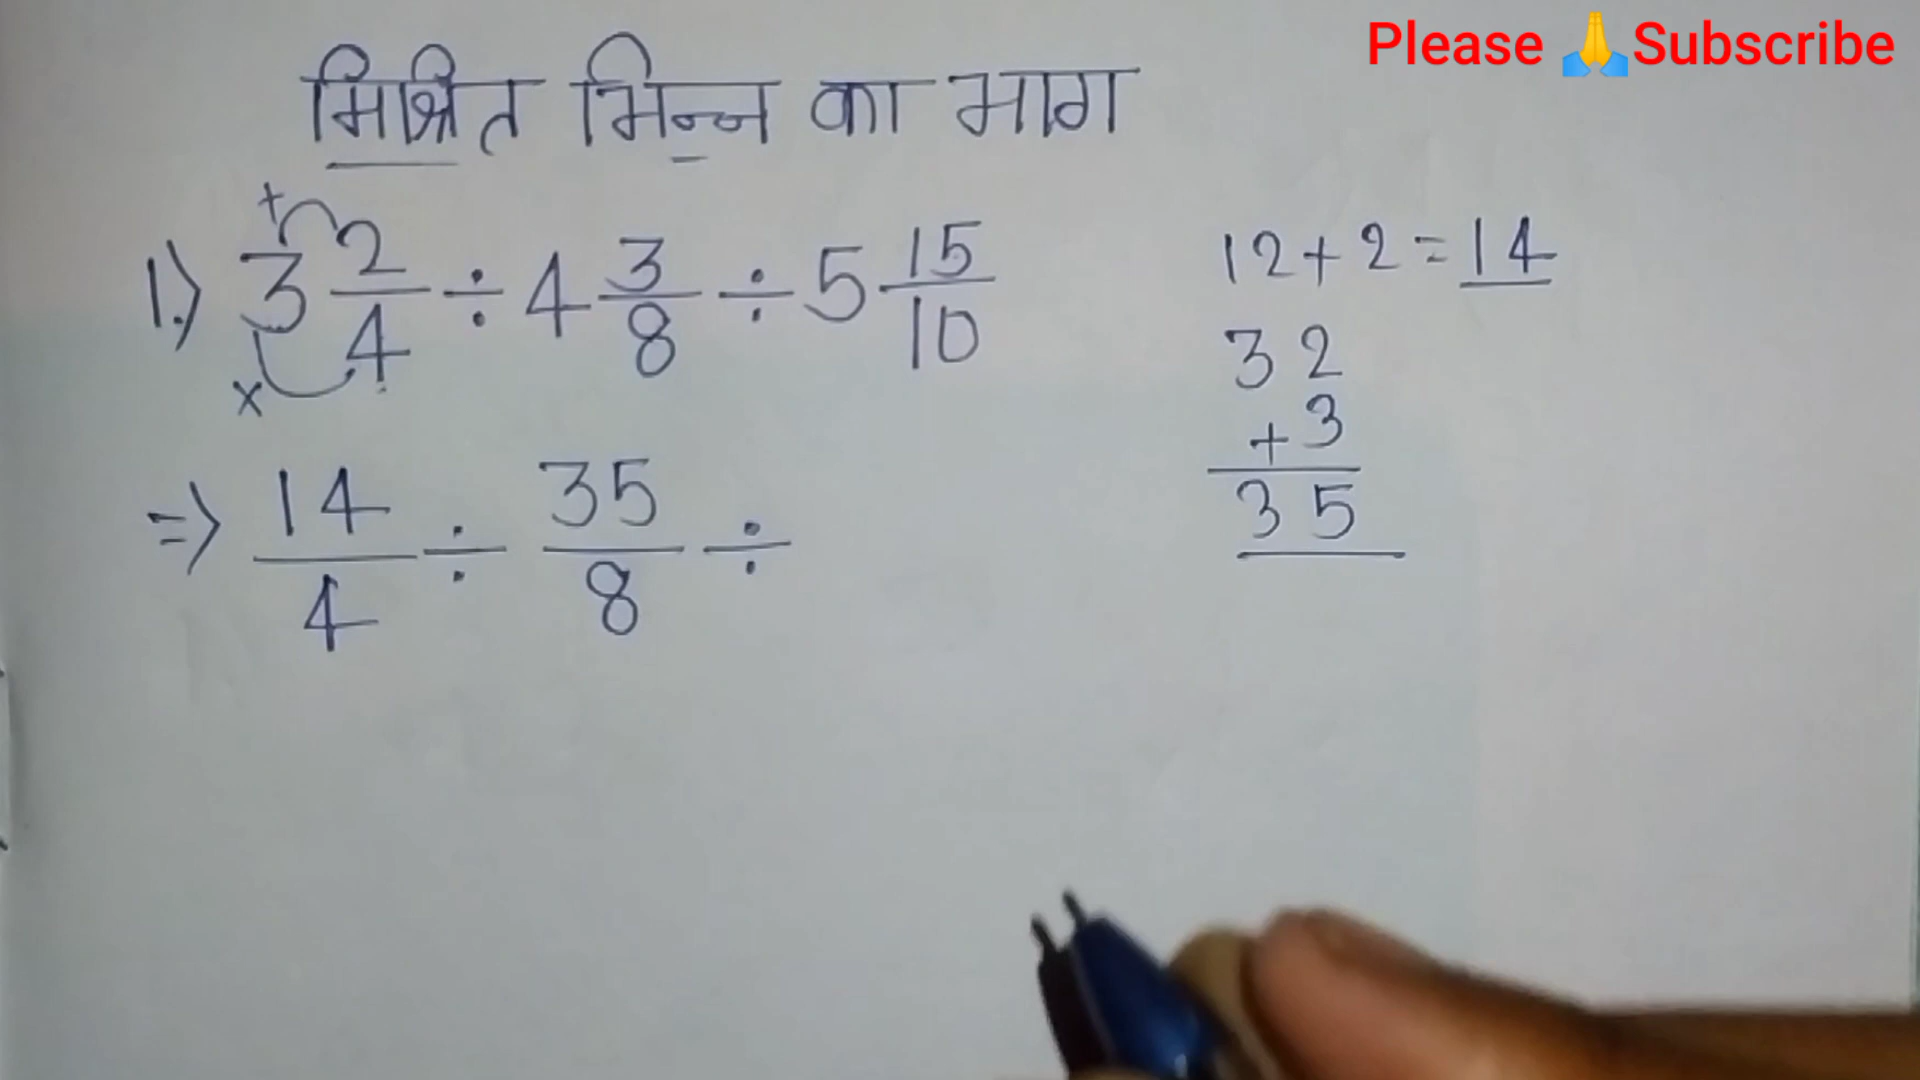 Please 🙏 Subscribe
मिश्रित भिन्न का भाग
1.) 3 2/4 ÷ 4 3/8 ÷ 5 15/10
+
×
=> 14/4 ÷ 35/8 ÷
12+2=14
32
+3
35